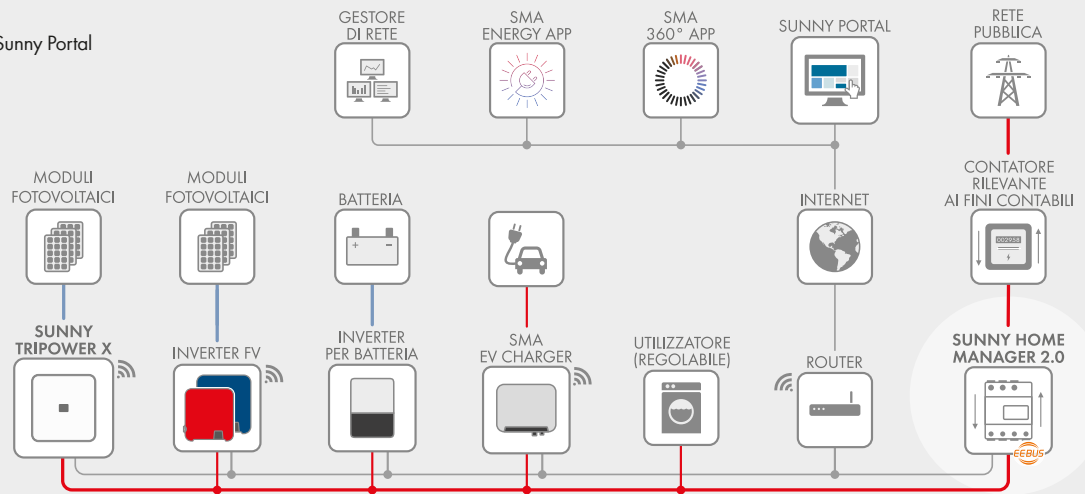 GESTORE
DI RETE
SMA
ENERGY APP
SMA
360° APP
SUNNY PORTAL
RETE
PUBBLICA
Sunny Portal
MODULI
FOTOVOLTAICI
MODULI
FOTOVOLTAICI
BATTERIA
INTERNET
CONTATORE
RILEVANTE
AI FINI CONTABILI
SUNNY
TRIPOWER X
INVERTER FV
INVERTER
PER BATTERIA
SMA
EV CHARGER
UTILIZZATORE
(REGOLABILE)
ROUTER
SUNNY HOME
MANAGER 2.0
EEBUS